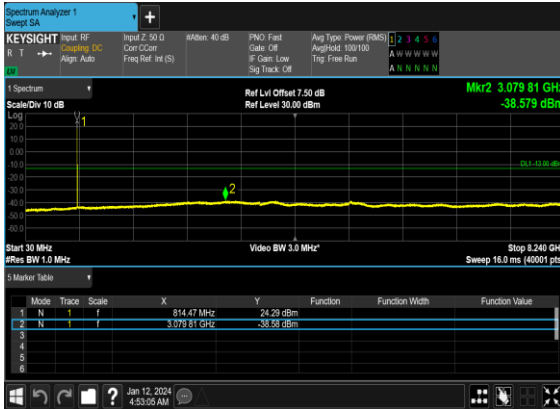 Spectrum Analyzer 1
Swept SA
+
KEYSIGHT Input: RF Input Z: 50 Ω #Atten: 40 dB PNO: Fast Avg Type: Power (RMS) 1 2 3 4 5 6
R T Coupling: DC Corr CCorr Gate: Off Avg|Hold: 100/100 A W W W W W
Align: Auto Freq Ref: Int (S) IF Gain: Low Trig: Free Run
Sig Track: Off A N N N N N
1 Spectrum Ref Lvl Offset 7.50 dB Mkr2 3.079 81 GHz
Scale/Div 10 dB Ref Level 30.00 dBm -38.579 dBm
Log
1
20.0
10.0
0.00
-10.0 DL1 -13.00 dBm
-20.0
-30.0
2
-40.0
-50.0
-60.0
Start 30 MHz Video BW 3.0 MHz* Stop 8.240 GH
#Res BW 1.0 MHz Sweep 16.0 ms (40001 pts
5 Marker Table
Mode Trace Scale X Y Function Function Width Function Value
1 N 1 f 814.47 MHz 24.29 dBm
2 N 1 f 3.079 81 GHz -38.58 dBm
3
4
5
6
? Jan 12, 2024
4:53:05 AM